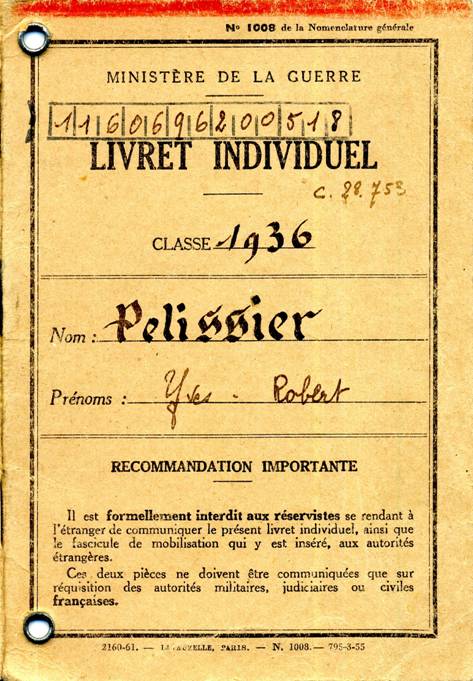 N° 1008 de la Nomenclature générale
MINISTÈRE DE LA GUERRE
1160696200518
LIVRET INDIVIDUEL
C. 28.753
CLASSE 1936
Nom : Pelissier
Prénoms : Yves - Robert
RECOMMANDATION IMPORTANTE
Il est formellement interdit aux réservistes se rendant à
l'étranger de communiquer le présent livret individuel, ainsi que
le fascicule de mobilisation qui y est inséré, aux autorités
étrangères.
Ces deux pièces ne doivent être communiquées que sur
réquisition des autorités militaires, judiciaires ou civiles
françaises.
2160-61. — PARIS. — N. 1008. — 795-3-55